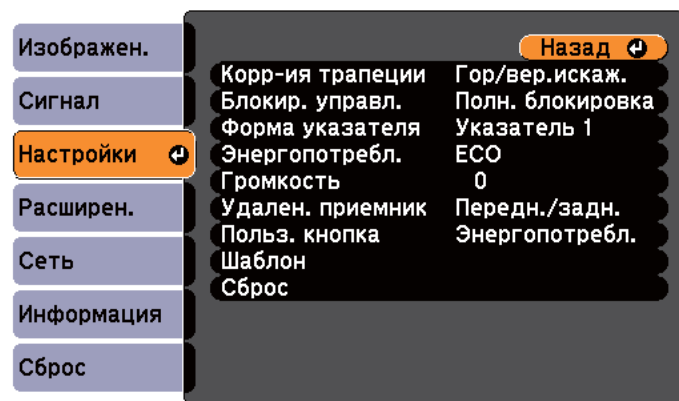 Изображен.
Сигнал
Настройки
Расширен.
Сеть
Информация
Сброс
Назад
Корр-ия трапеции Гор/вер.искаж.
Блокир. управл. Полн. блокировка
Форма указателя Указатель 1
Энергопотребл. ECO
Громкость 0
Удален. приемник Передн./задн.
Польз. кнопка Энергопотребл.
Шаблон
Сброс